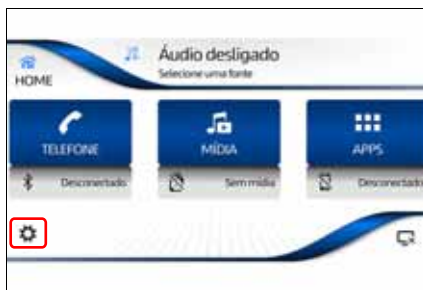 Áudio desligado
Selecione uma fonte
HOME
TELEFONE
MÍDIA
APPS
Desconectado
Sem mídia
Desconectado